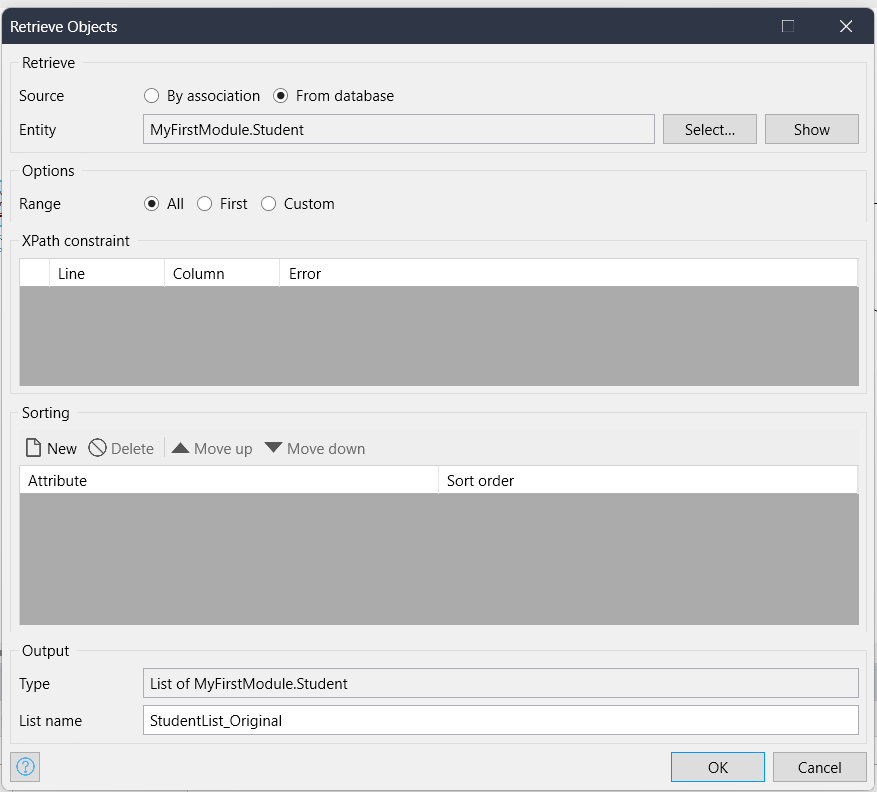 Retrieve Objects
Retrieve
Source By association From database
Entity MyFirstModule.Student Select... Show
Options
Range All First Custom
XPath constraint
Line Column Error
Sorting
New Delete Move up Move down
Attribute Sort order
Output
Type List of MyFirstModule.Student
List name StudentList_Original
? OK Cancel